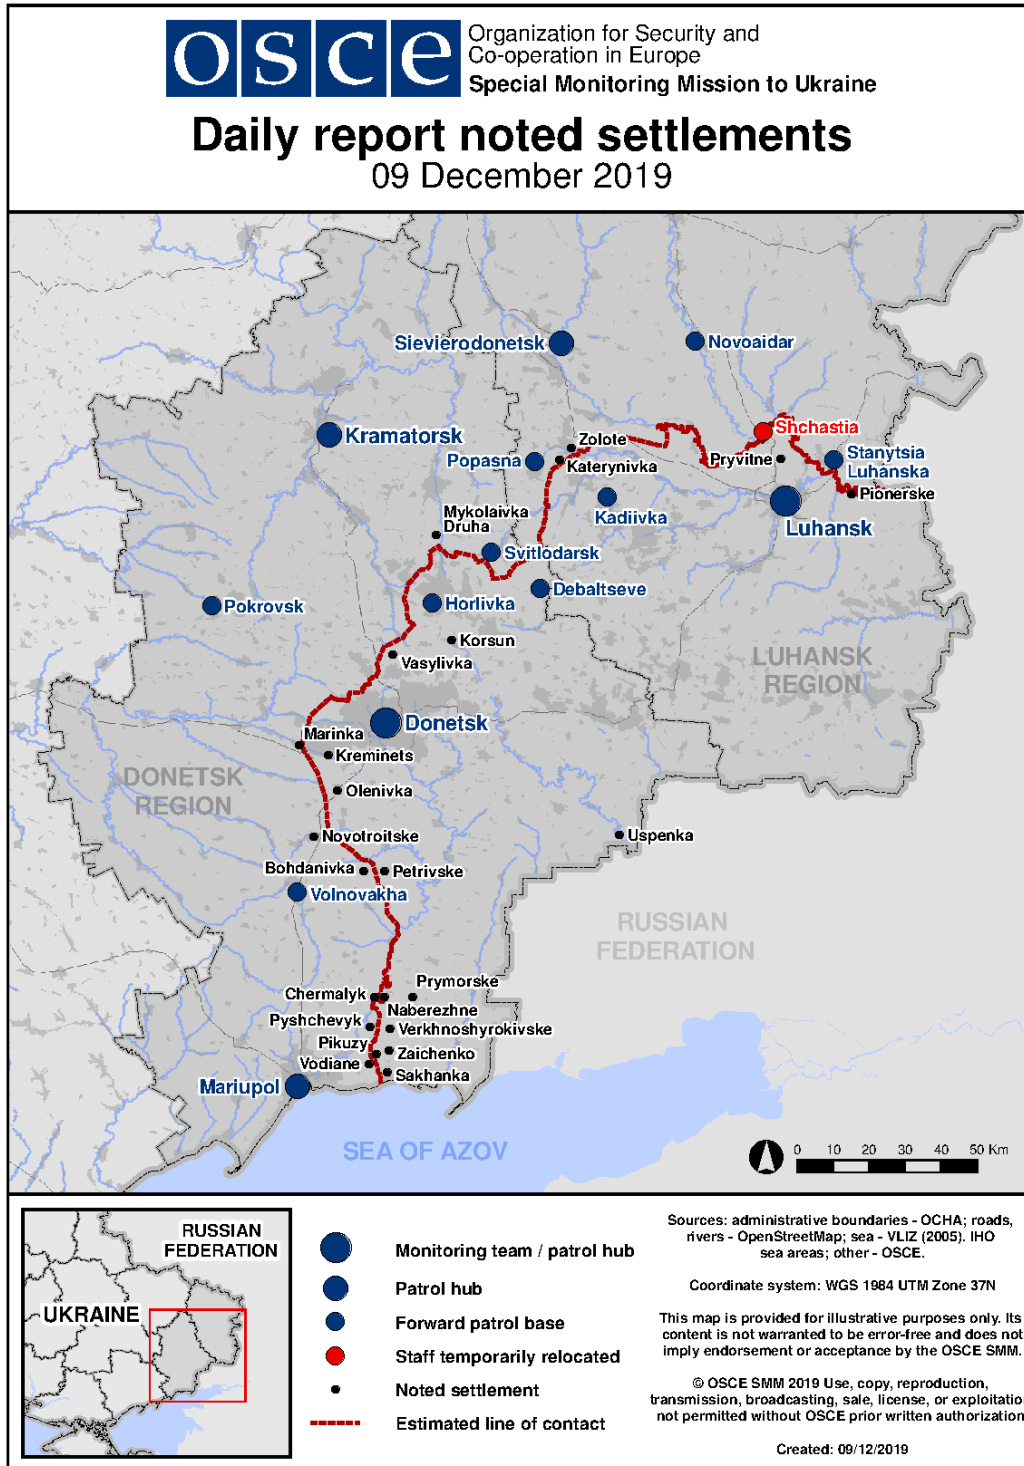 osce
Organization for Security and
Co-operation in Europe
Special Monitoring Mission to Ukraine
Daily report noted settlements
09 December 2019
Sievierodonetsk
Novoaidar
Shchastia
Kramatorsk
Zolote
Popasna
Katerynivka
Pryvitne
Stanytsia
Luhanska
Pionerske
Kadiivka
Luhansk
Mykolaivka
Druha
Svitlodarsk
Debaltseve
Pokrovsk
Horlivka
Korsun
Vasylivka
LUHANSK
REGION
Donetsk
Marinka
Kreminets
DONETSK
REGION
Olenivka
Novotroitske
Uspenka
Bohdanivka
Petrivske
Volnovakha
RUSSIAN
FEDERATION
Prymorske
Chermalyk
Naberezhne
Pyshchevyk
Verkhnoshyrokivske
Pikuzy
Zaichenko
Vodiane
Sakhanka
Mariupol
SEA OF AZOV
0 10 20 30 40 50 Km
RUSSIAN
FEDERATION
UKRAINE
Monitoring team / patrol hub
Patrol hub
Forward patrol base
Staff temporarily relocated
Noted settlement
Estimated line of contact
Sources: administrative boundaries - OCHA; roads,
rivers - OpenStreetMap; sea - VLIZ (2005). IHO
sea areas; other - OSCE.
Coordinate system: WGS 1984 UTM Zone 37N
This map is provided for illustrative purposes only. Its
content is not warranted to be error-free and does not
imply endorsement or acceptance by the OSCE SMM.
© OSCE SMM 2019 Use, copy, reproduction,
transmission, broadcasting, sale, license, or exploitation
not permitted without OSCE prior written authorization
Created: 09/12/2019